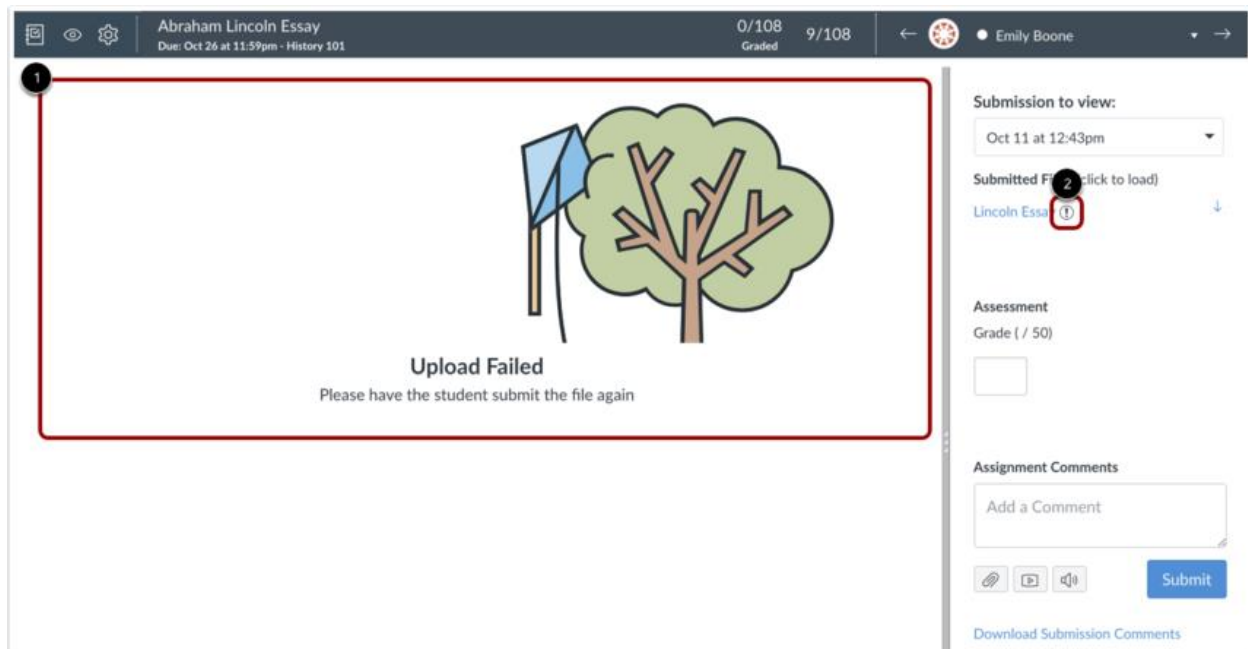 Abraham Lincoln Essay
Due: Oct 26 at 11:59pm - History 101
0/108
Graded
9/108
Emily Boone
1
Upload Failed
Please have the student submit the file again
Submission to view:
Oct 11 at 12:43pm
Submitted click to load)
2
Lincoln
Assessment
Grade ( / 50)
Assignment Comments
Add a Comment
Submit
Download Submission Comments